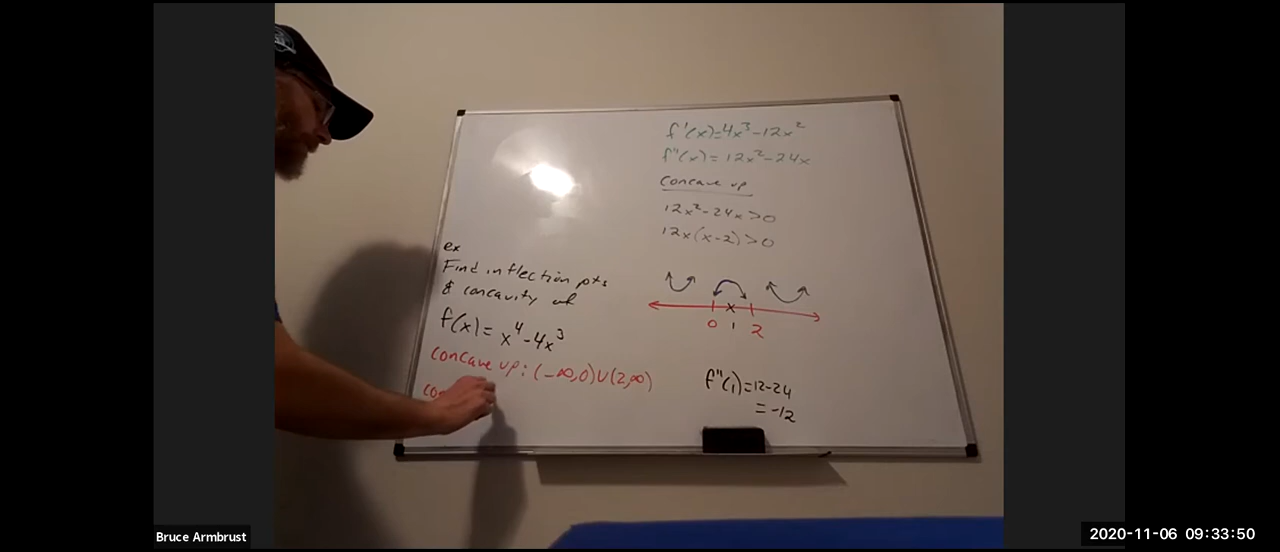 f'(x)=4x³-12x²
f"(x)=12x²-24x
Concave up
12x²-24x>0
12x(x-2)>0
ex
Find inflection pts
& concavity of
f(x)=x⁴-4x³
Concave up: (-∞,0)∪(2,∞)
co
0 1 2
f"(1)=12-24
=-12
Bruce Armbrust
2020-11-06 09:33:50